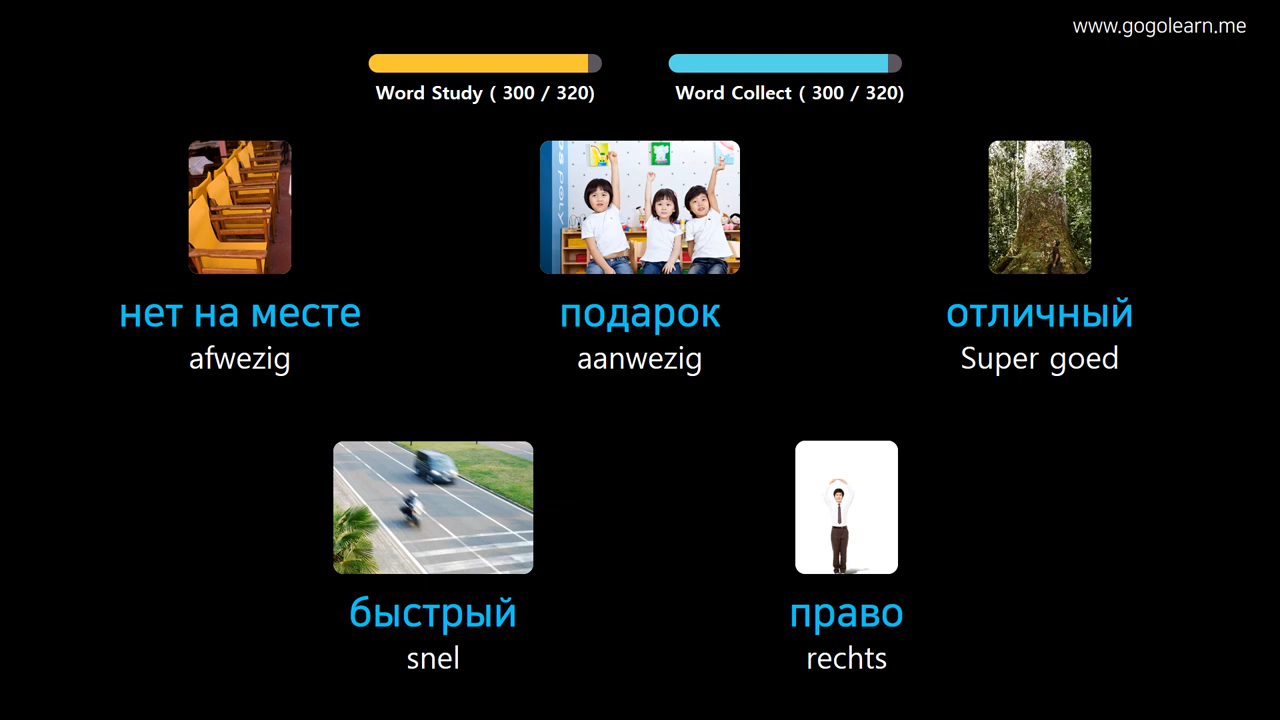 www.gogolearn.me
Word Study ( 300 / 320)
Word Collect ( 300 / 320)
нет на месте
afwezig
подарок
aanwezig
отличный
Super goed
быстрый
snel
право
rechts